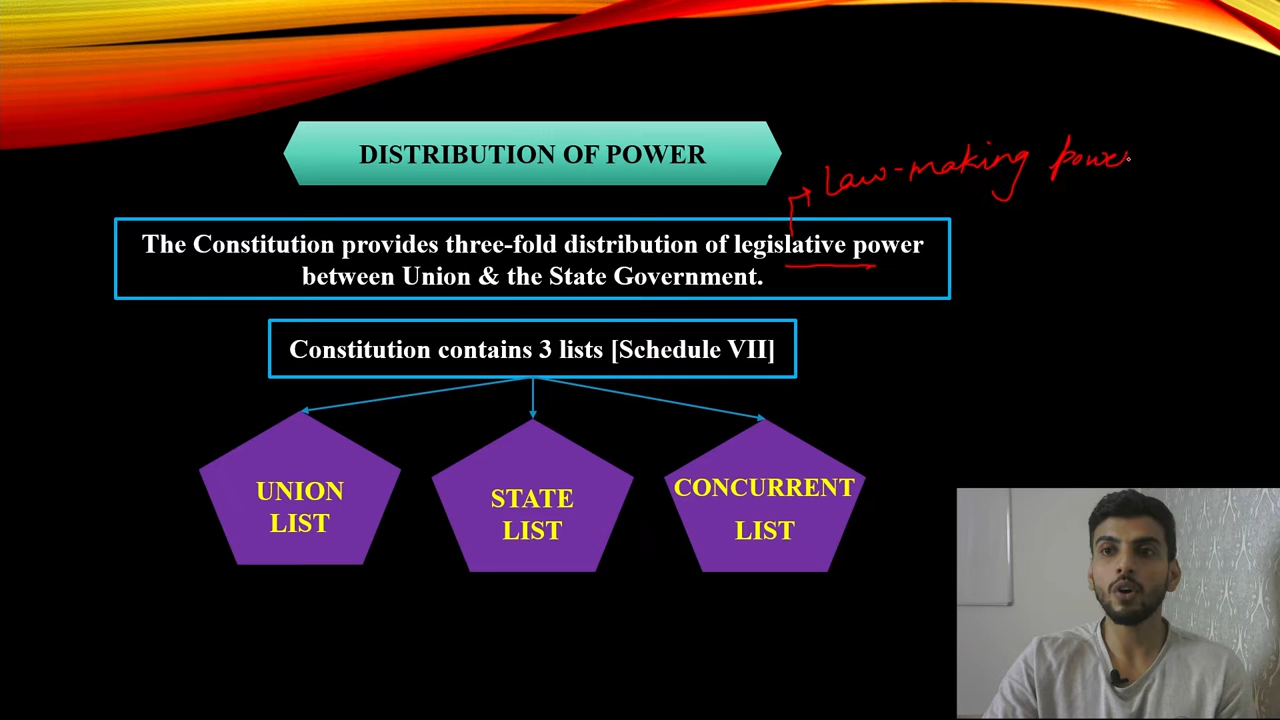 DISTRIBUTION OF POWER
Law-making power
The Constitution provides three-fold distribution of legislative power
between Union & the State Government.
Constitution contains 3 lists [Schedule VII]
UNION
LIST
STATE
LIST
CONCURRENT
LIST